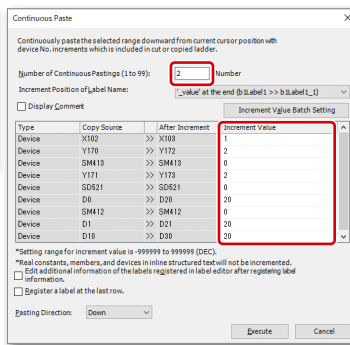 Continuous Paste ×
Continuously paste the selected range downward from current cursor position with
device No. increments which is included in cut or copied ladder.
Number of Continuous Pastings (1 to 99): 2 Number
Increment Position of Label Name: '_value' at the end (b1Label1 >> b1Label1_1)
Display Comment Increment Value Batch Setting
Type Copy Source After Increment Increment Value
Device X102 >> X103 1
Device Y170 >> Y172 2
Device SM413 >> SM413 0
Device Y171 >> Y173 2
Device SD521 >> SD521 0
Device D0 >> D20 20
Device SM412 >> SM412 0
Device D1 >> D21 20
Device D10 >> D30 20
*Setting range for increment value is -999999 to 999999 (DEC).
*Real constants, members, and devices in inline structured text will not be incremented.
Edit additional information of the labels registered in label editor after registering label
information.
Register a label at the last row.
Pasting Direction: Down
Execute Cancel